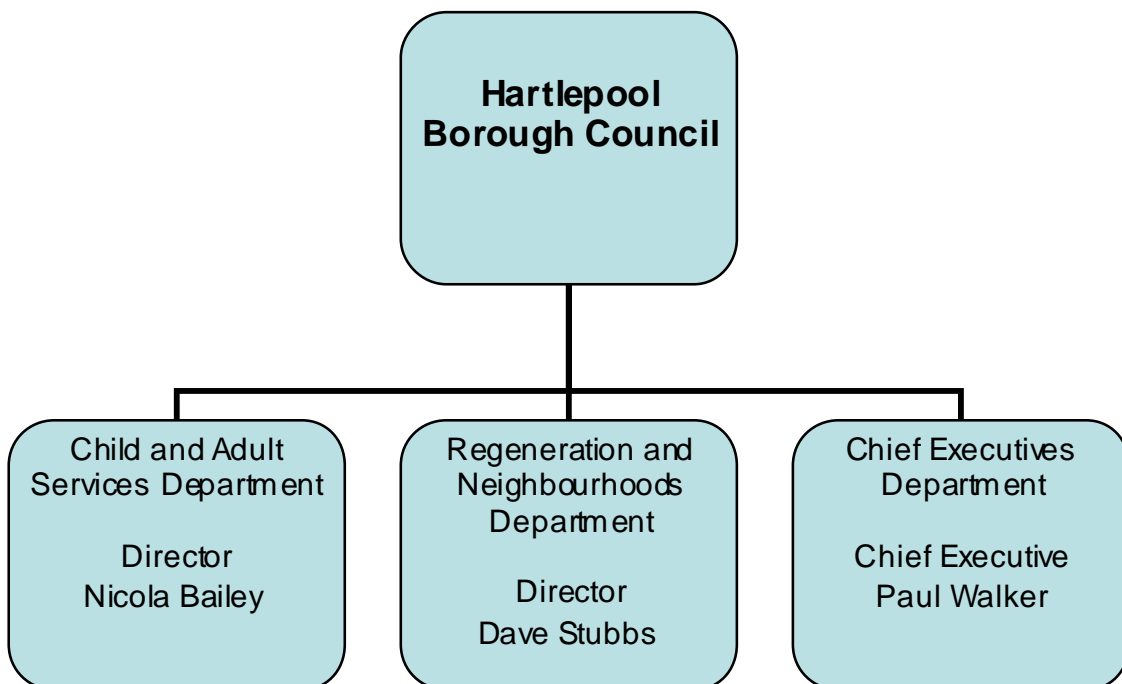 Hartlepool
Borough Council
Child and Adult
Services Department
Director
Nicola Bailey
Regeneration and
Neighbourhoods
Department
Director
Dave Stubbs
Chief Executives
Department
Chief Executive
Paul Walker